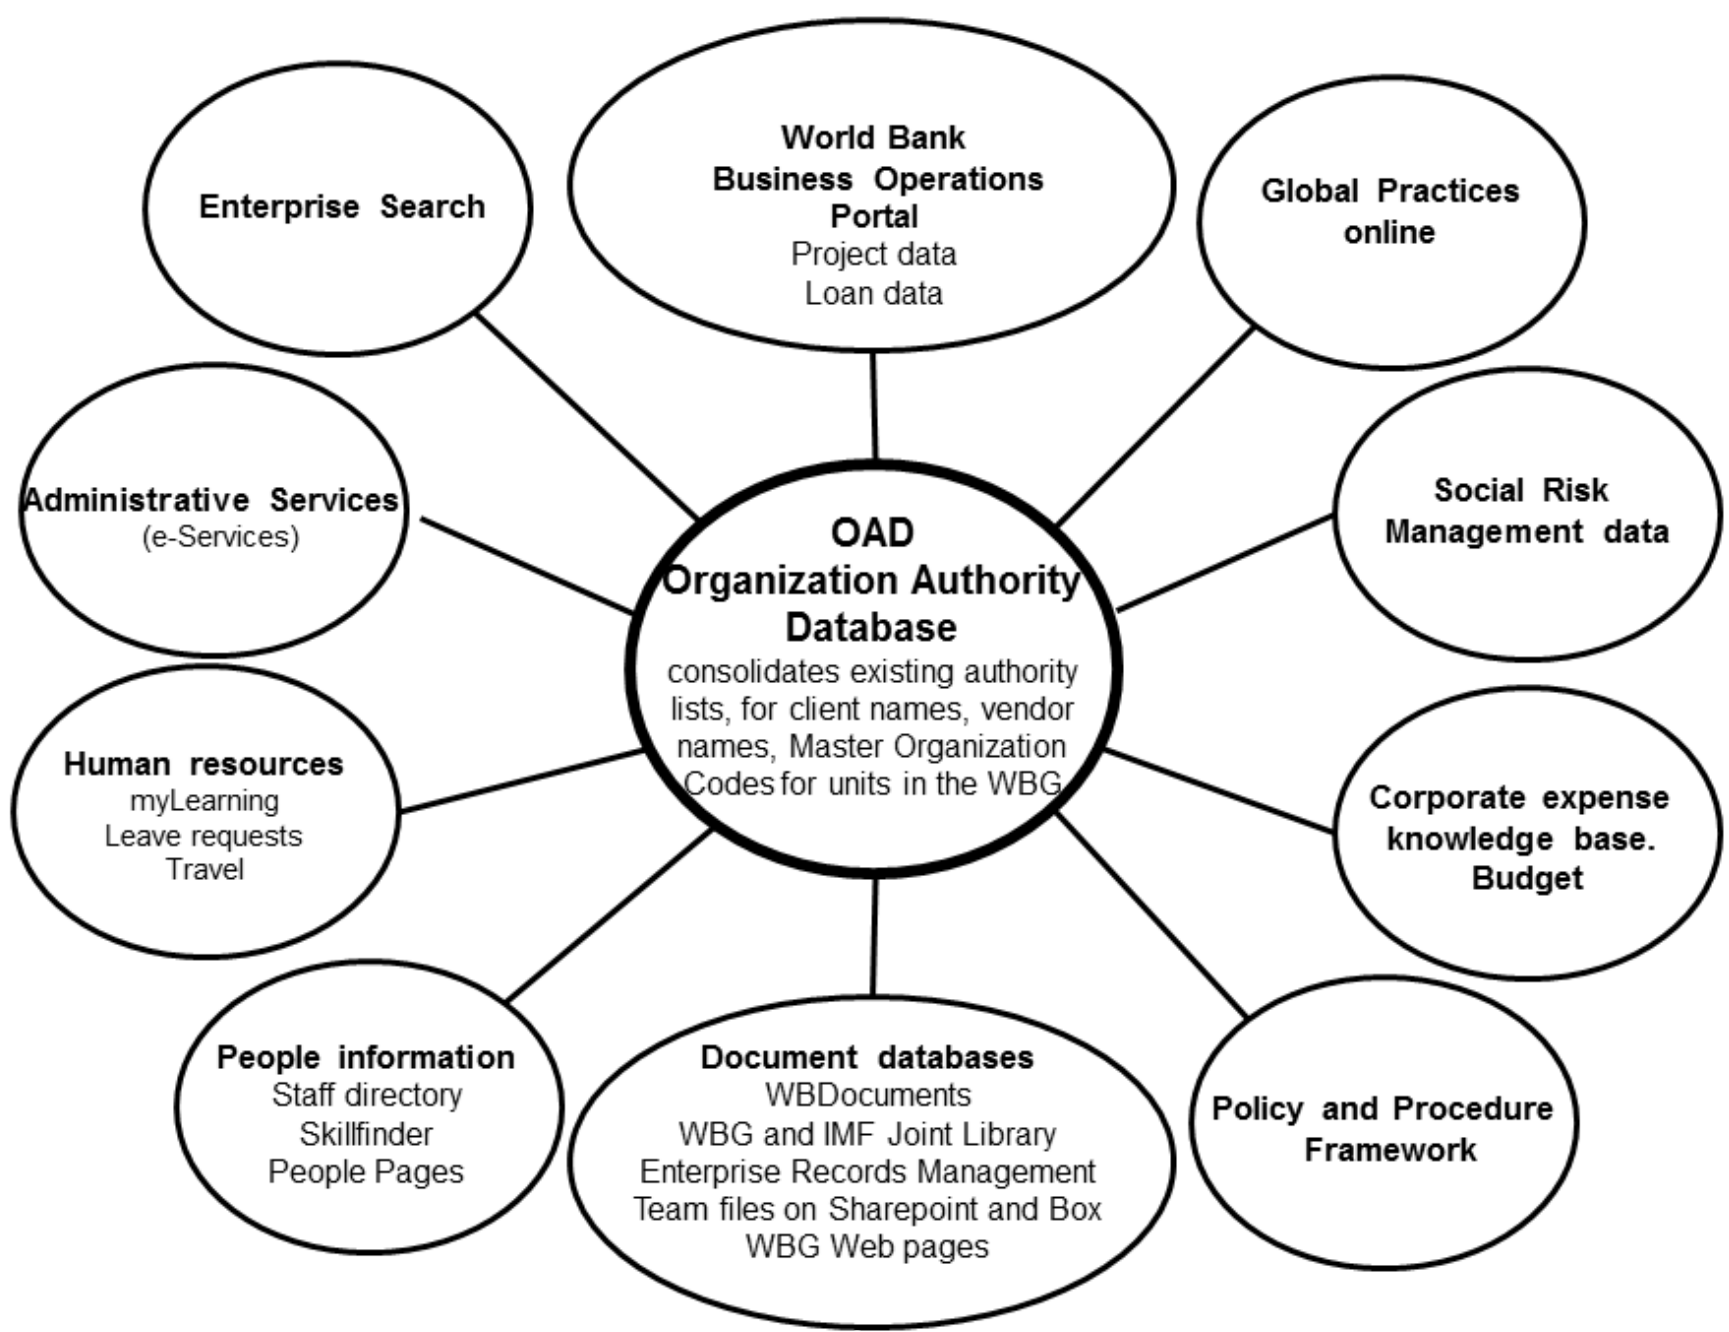 World Bank
Business Operations
Portal
Project data
Loan data
Enterprise Search
Global Practices
online
Administrative Services
(e-Services)
Social Risk
Management data
OAD
Organization Authority
Database
consolidates existing authority
lists, for client names, vendor
names, Master Organization
Codes for units in the WBG
Human resources
myLearning
Leave requests
Travel
Corporate expense
knowledge base.
Budget
People information
Staff directory
Skillfinder
People Pages
Document databases
WBDocuments
WBG and IMF Joint Library
Enterprise Records Management
Team files on Sharepoint and Box
WBG Web pages
Policy and Procedure
Framework